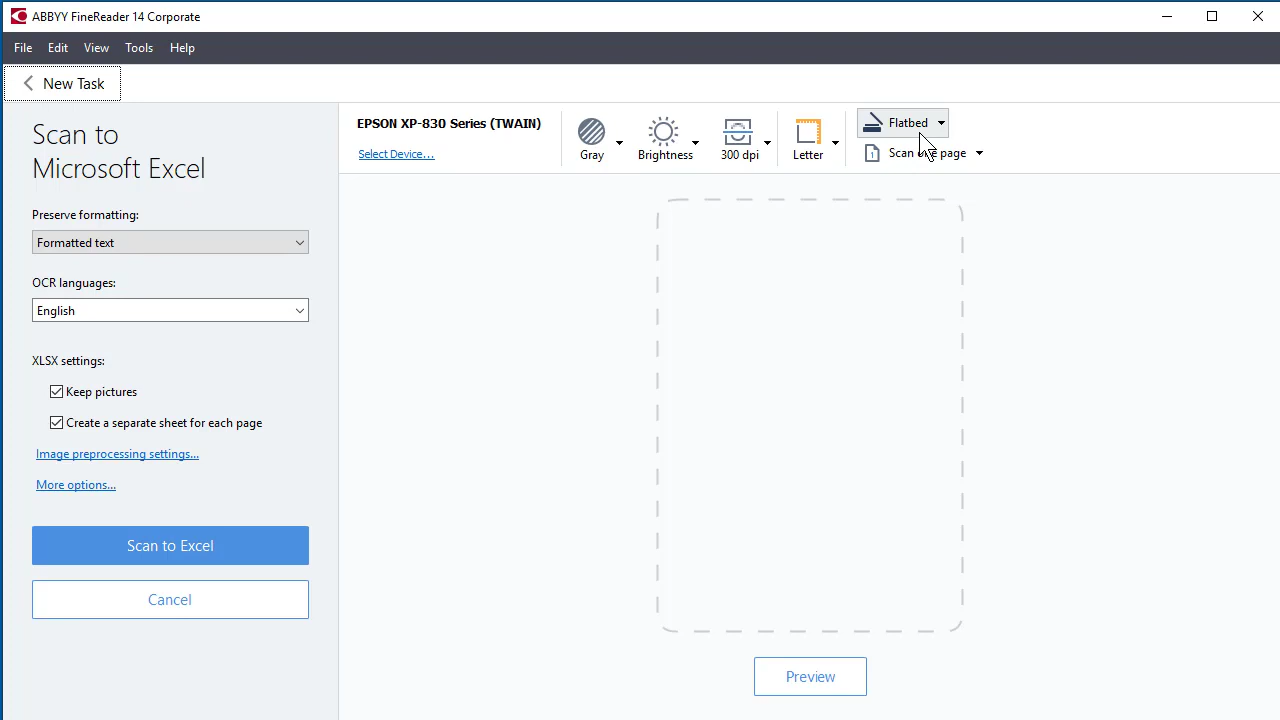 ABBYY FineReader 14 Corporate
File Edit View Tools Help
New Task
Scan to
Microsoft Excel
Preserve formatting:
Formatted text
OCR languages:
English
XLSX settings:
Keep pictures
Create a separate sheet for each page
Image preprocessing settings...
More options...
Scan to Excel
Cancel
EPSON XP-830 Series (TWAIN)
Select Device...
Gray
Brightness
300 dpi
Letter
Flatbed
1
Scan one page
Preview